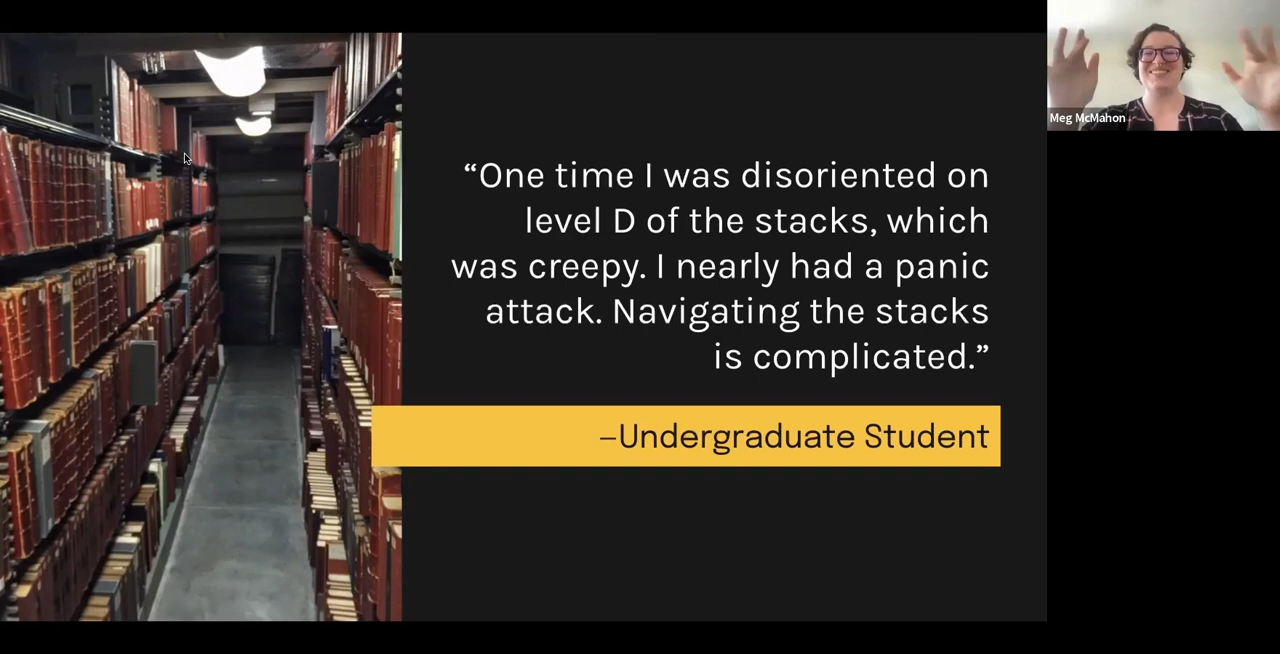 “One time I was disoriented on
level D of the stacks, which
was creepy. I nearly had a panic
attack. Navigating the stacks
is complicated.”
–Undergraduate Student
Meg McMahon